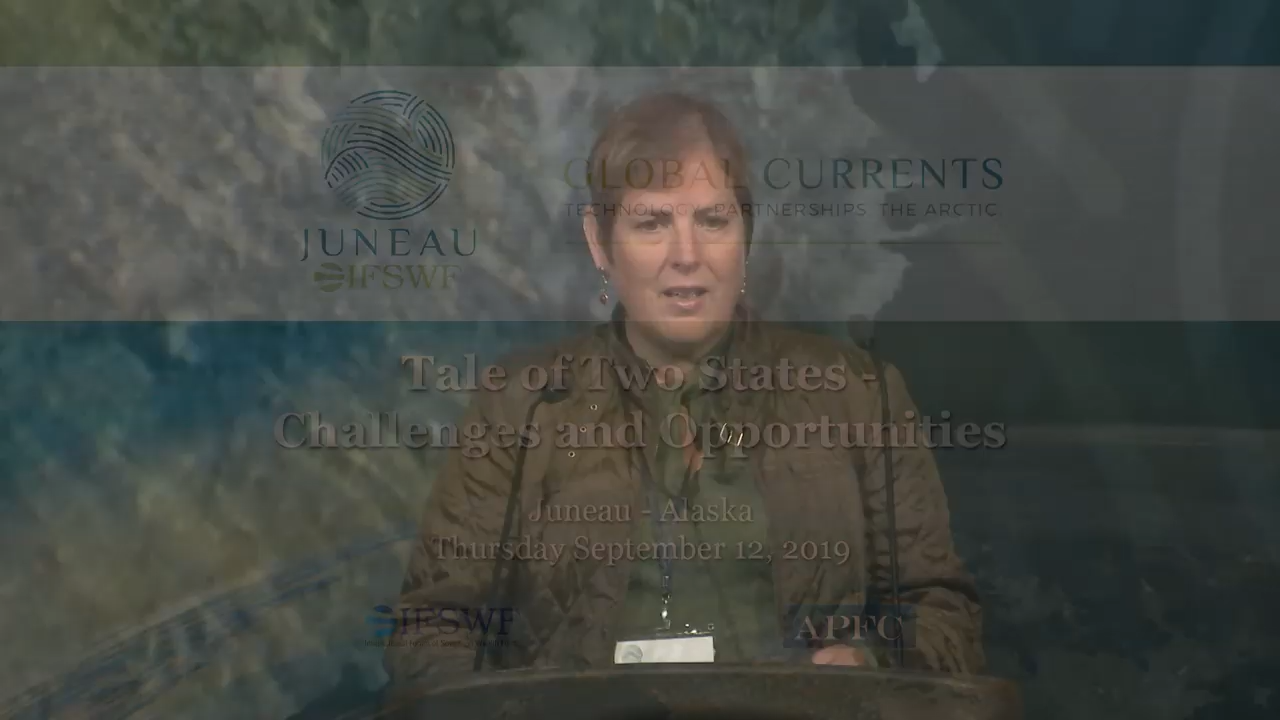 GLOBAL CURRENTS
TECHNOLOGY. PARTNERSHIPS. THE ARCTIC.
JUNEAU
IFSWF
Tale of Two States -
Challenges and Opportunities
Juneau - Alaska
Thursday September 12, 2019
IFSWF
APFC